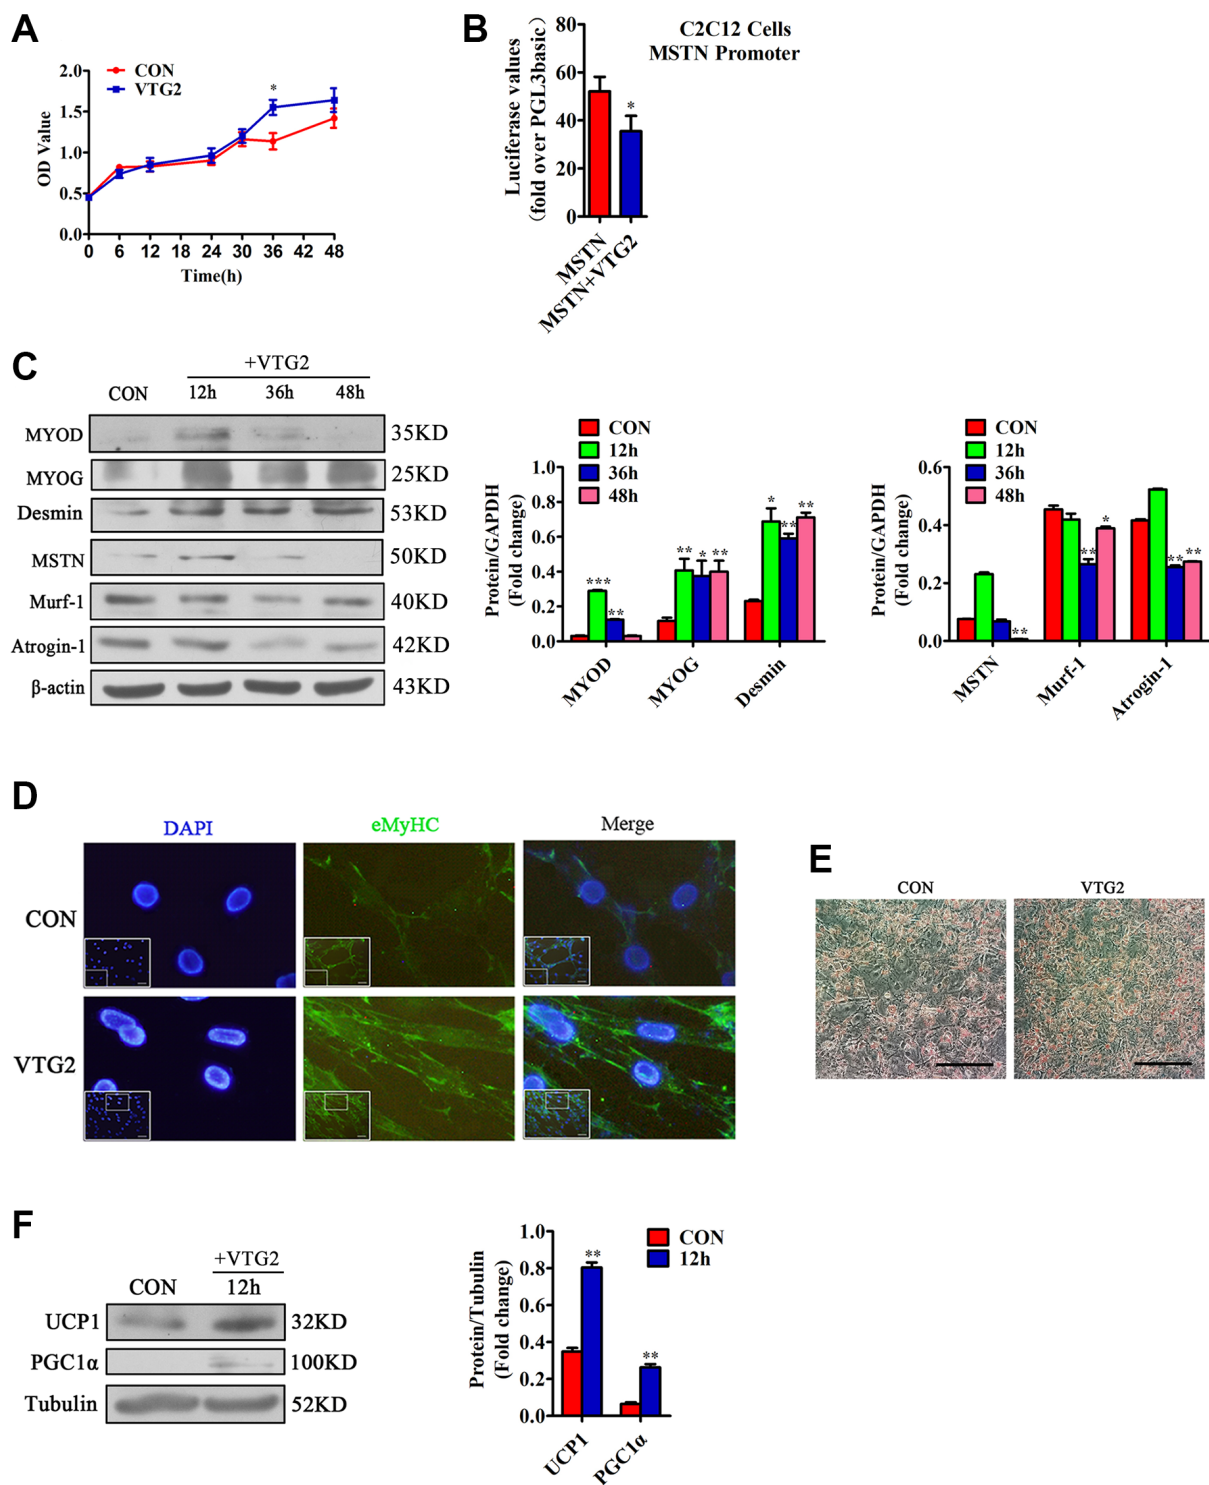 A
CON
VTG2
*
OD Value
2.0
1.5
1.0
0.5
0.0
0 6 12 18 24 30 36 42 48
Time(h)
B
C2C12 Cells
MSTN Promoter
Luciferase values
(fold over PGL3basic)
80
60
40
20
0
*
MSTN
MSTN+VTG2
C
+VTG2
CON 12h 36h 48h
MYOD 35KD
MYOG 25KD
Desmin 53KD
MSTN 50KD
Murf-1 40KD
Atrogin-1 42KD
β-actin 43KD
CON
12h
36h
48h
Protein/GAPDH
(Fold change)
1.0
0.8
0.6
0.4
0.2
0.0
*** ** ** * ** * ** **
MYOD MYOG Desmin
CON
12h
36h
48h
Protein/GAPDH
(Fold change)
0.6
0.4
0.2
0.0
** ** * ** **
MSTN Murf-1 Atrogin-1
D
DAPI eMyHC Merge
CON
VTG2
E
CON VTG2
F
+VTG2
CON 12h
UCP1 32KD
PGC1α 100KD
Tubulin 52KD
CON
12h
Protein/Tubulin
(Fold change)
1.0
0.8
0.6
0.4
0.2
0.0
** **
UCP1 PGC1α